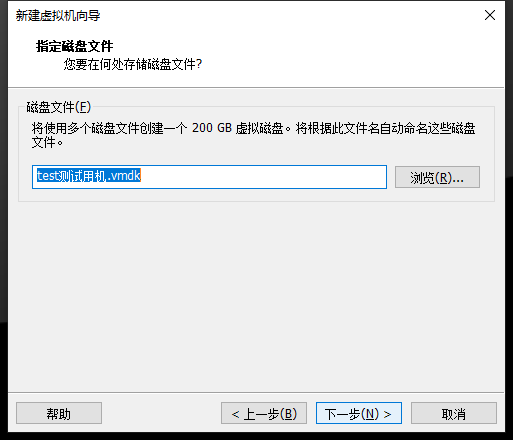 新建虚拟机向导
指定磁盘文件
您要在何处存储磁盘文件?
磁盘文件(F)
将使用多个磁盘文件创建一个 200 GB 虚拟磁盘。将根据此文件名自动命名这些磁盘
文件。
test测试用机.vmdk
浏览(R)...
帮助
< 上一步(B)
下一步(N) >
取消